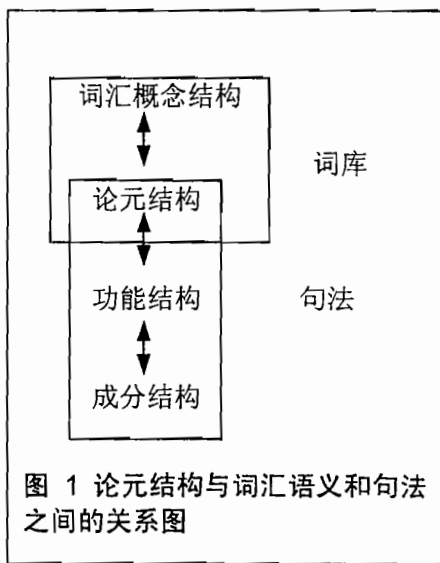 词汇概念结构
词库
论元结构
功能结构
句法
成分结构
图 1 论元结构与词汇语义和句法
之间的关系图